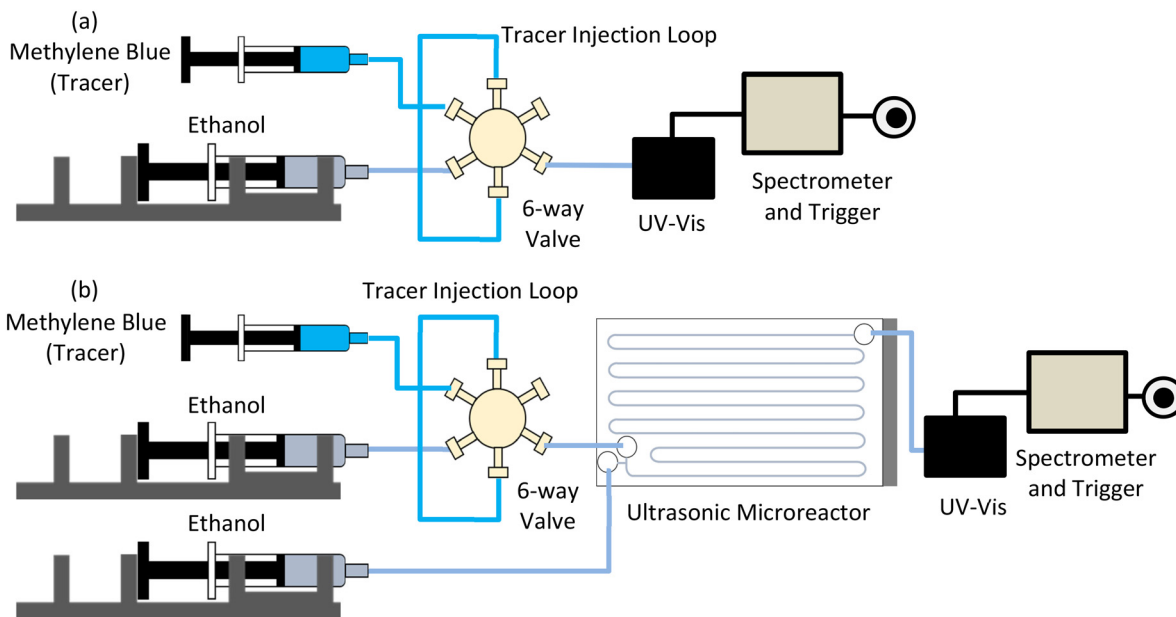 (a)
Methylene Blue
(Tracer)
Tracer Injection Loop
Ethanol
6-way
Valve
UV-Vis
Spectrometer
and Trigger
(b)
Methylene Blue
(Tracer)
Tracer Injection Loop
Ethanol
6-way
Valve
Ultrasonic Microreactor
UV-Vis
Spectrometer
and Trigger
Ethanol